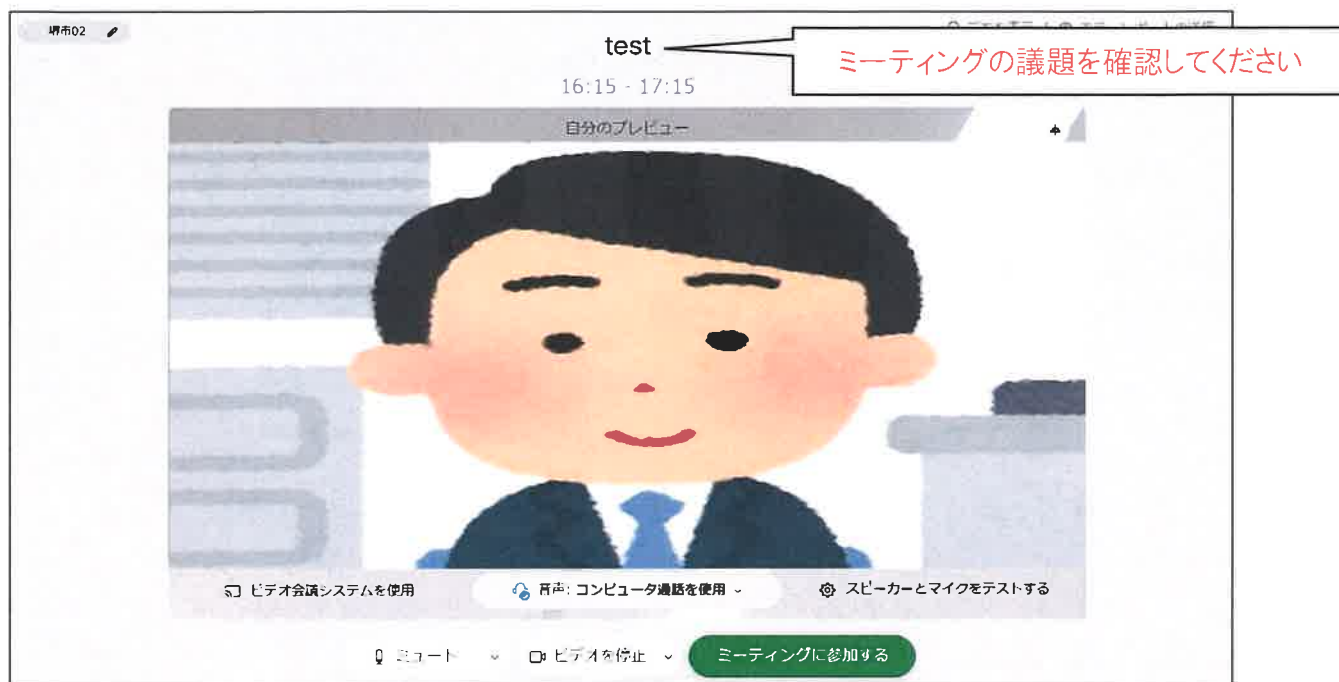 堺市02
test
ミーティングの議題を確認してください
16:15 - 17:15
自分のプレビュー
ビデオ会議システムを使用
音声: コンピュータ通話を使用
スピーカーとマイクをテストする
ミュート
ビデオを停止
ミーティングに参加する